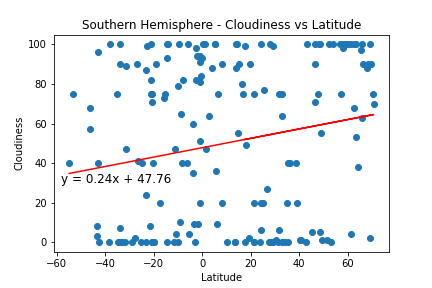 Southern Hemisphere - Cloudiness vs Latitude
100
80
60
40
20
0
Cloudiness
y = 0.24x + 47.76
−60 −40 −20 0 20 40 60
Latitude